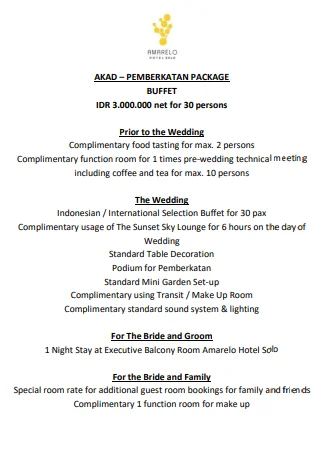 AMARELO
HOTEL SOLO
AKAD – PEMBERKATAN PACKAGE
BUFFET
IDR 3.000.000 net for 30 persons
Prior to the Wedding
Complimentary food tasting for max. 2 persons
Complimentary function room for 1 times pre-wedding technical meeting
including coffee and tea for max. 10 persons
The Wedding
Indonesian / International Selection Buffet for 30 pax
Complimentary usage of The Sunset Sky Lounge for 6 hours on the day of
Wedding
Standard Table Decoration
Podium for Pemberkatan
Standard Mini Garden Set-up
Complimentary using Transit / Make Up Room
Complimentary standard sound system & lighting
For The Bride and Groom
1 Night Stay at Executive Balcony Room Amarelo Hotel Solo
For the Bride and Family
Special room rate for additional guest room bookings for family and friends
Complimentary 1 function room for make up